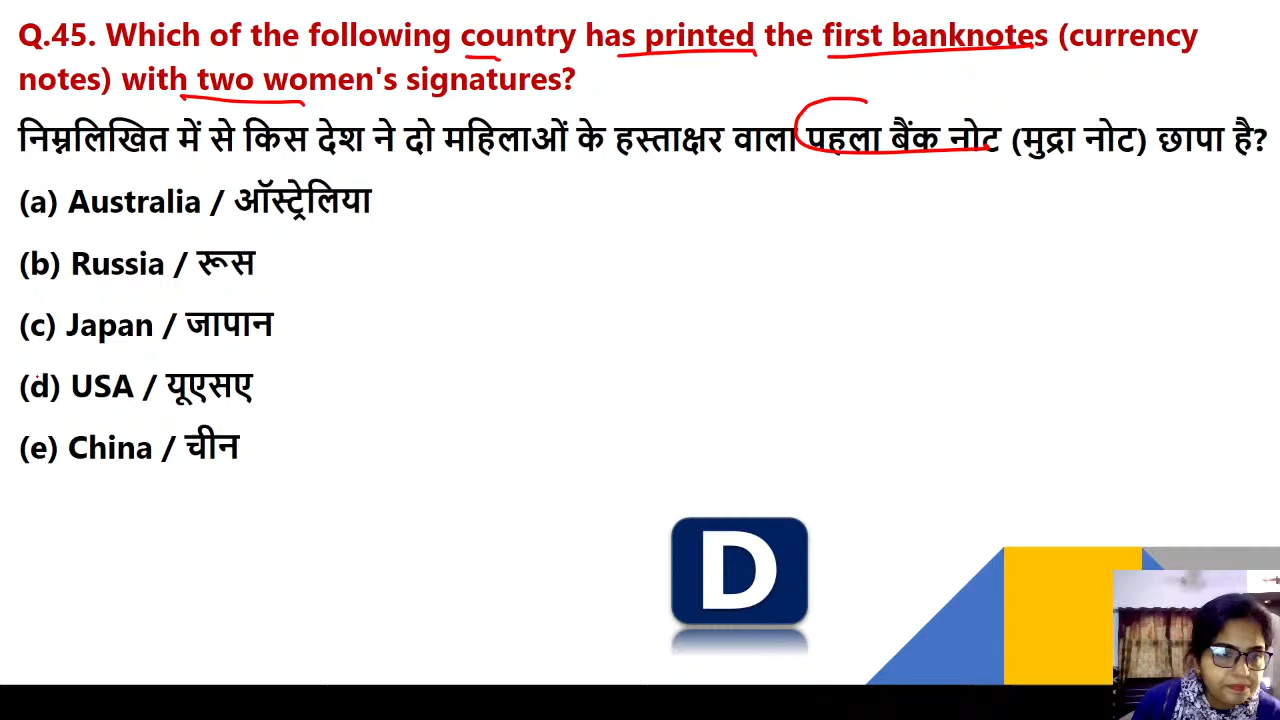 Q.45. Which of the following country has printed the first banknotes (currency
notes) with two women's signatures?
निम्नलिखित में से किस देश ने दो महिलाओं के हस्ताक्षर वाला पहला बैंक नोट (मुद्रा नोट) छापा है?
(a) Australia / ऑस्ट्रेलिया
(b) Russia / रूस
(c) Japan / जापान
(d) USA / यूएसए
(e) China / चीन
D